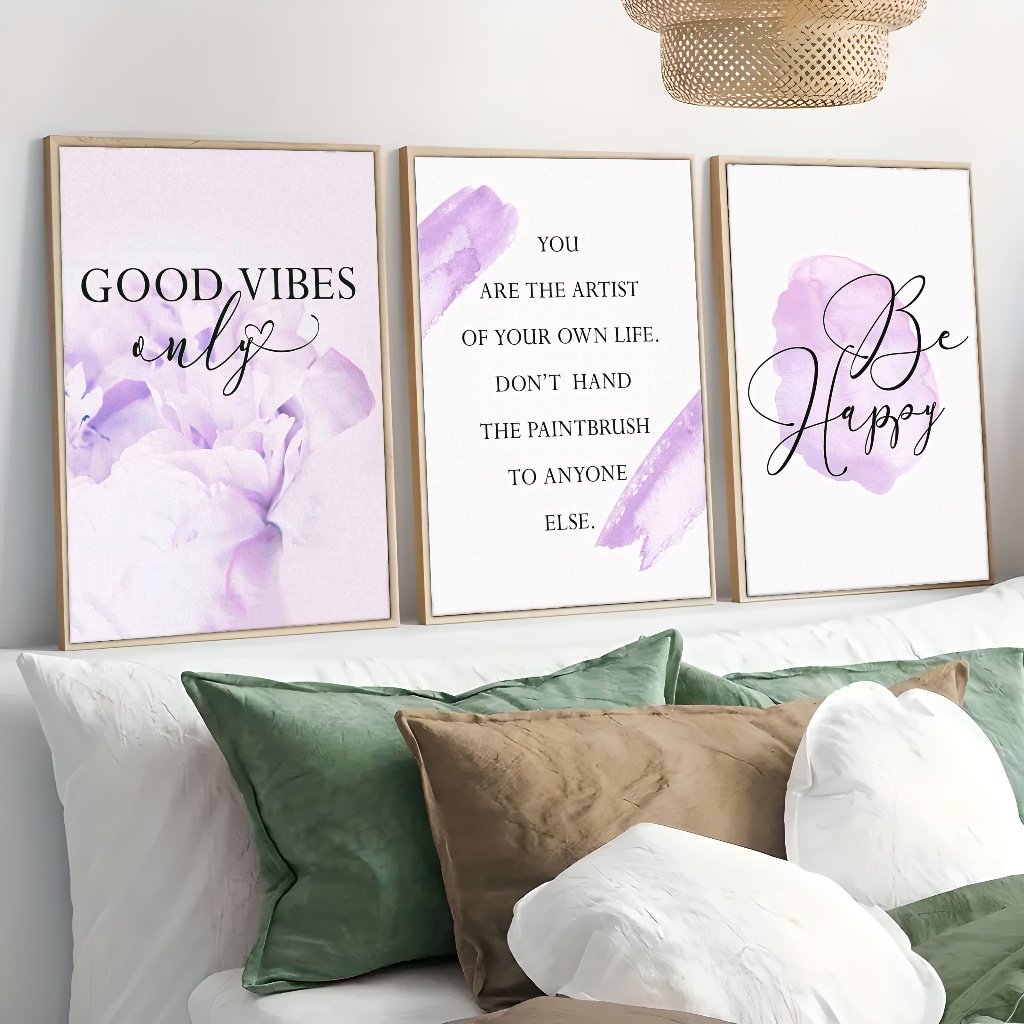 GOOD VIBES
only
YOU
ARE THE ARTIST
OF YOUR OWN LIFE.
DON'T HAND
THE PAINTBRUSH
TO ANYONE
ELSE.
Be
Happy